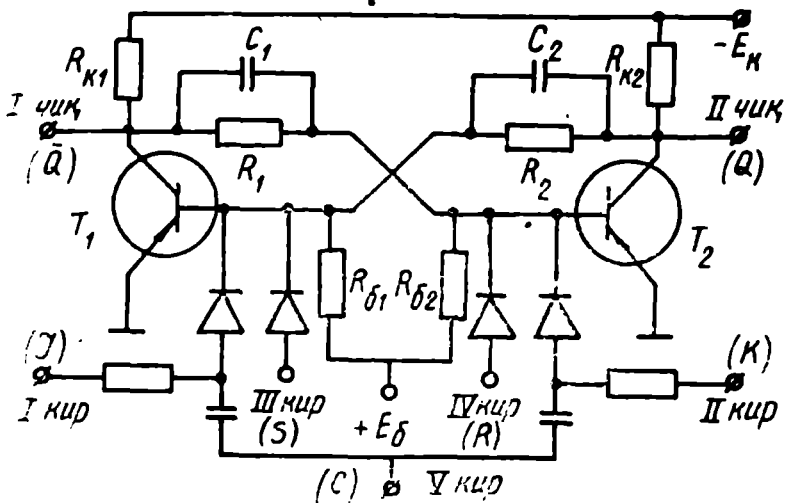 C₁
C₂
- Eₖ
Rк1
Rк2
I чиқ
II чиқ
(Q̄)
R₁
R₂
(Q)
T₁
T₂
Rб1
Rб2
(J)
(K)
I кир
III кир
(S)
+ Eб
IV кир
(R)
II кир
(C)
V кир